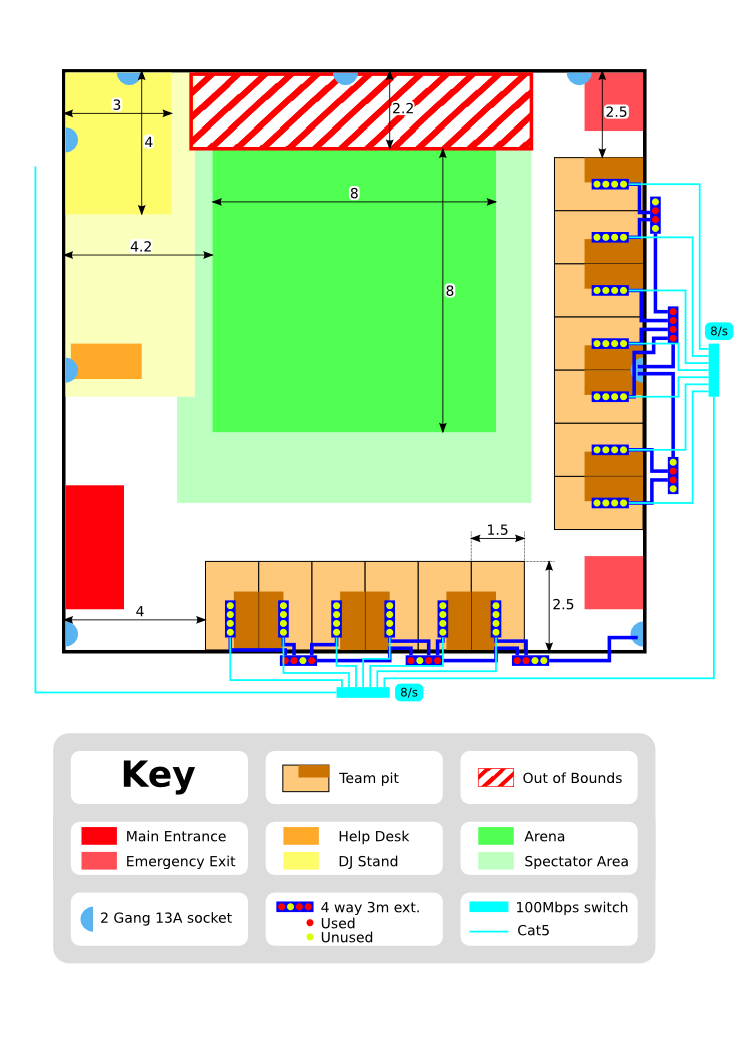 3
4
2.2
2.5
8
4.2
8
8/s
1.5
4
2.5
8/s
Key
Team pit
Out of Bounds
Main Entrance
Emergency Exit
Help Desk
DJ Stand
Arena
Spectator Area
2 Gang 13A socket
4 way 3m ext.
Used
Unused
100Mbps switch
Cat5